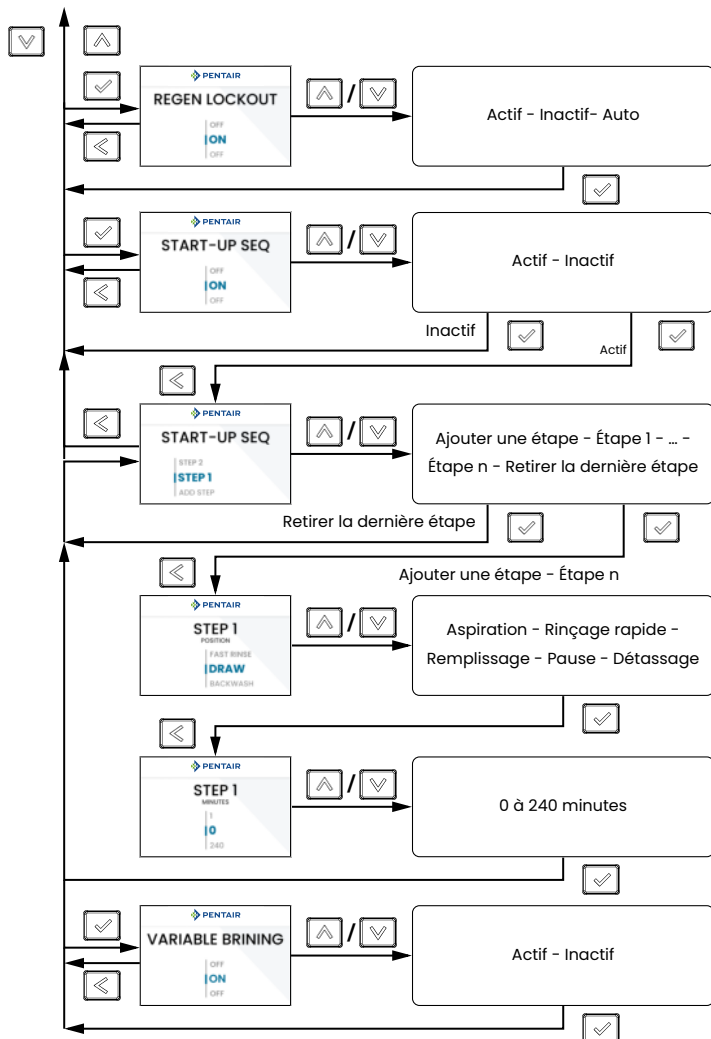 PENTAIR
REGEN LOCKOUT
OFF
ON
OFF
/
Actif - Inactif- Auto
PENTAIR
START-UP SEQ
OFF
ON
OFF
/
Actif - Inactif
Inactif
Actif
PENTAIR
START-UP SEQ
STEP 2
STEP 1
ADD STEP
/
Ajouter une étape - Étape 1 - ... -
Étape n - Retirer la dernière étape
Retirer la dernière étape
Ajouter une étape - Étape n
PENTAIR
STEP 1
POSITION
FAST RINSE
DRAW
BACKWASH
/
Aspiration - Rinçage rapide -
Remplissage - Pause - Détassage
PENTAIR
STEP 1
MINUTES
1
0
240
/
0 à 240 minutes
PENTAIR
VARIABLE BRINING
OFF
ON
OFF
/
Actif - Inactif